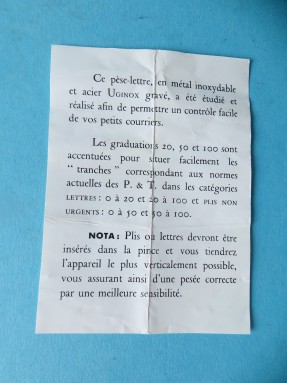 Ce pèse-lettre, en métal inoxydable
et acier UGINOX gravé, a été étudié et
réalisé afin de permettre un contrôle facile
de vos petits courriers.
Les graduations 20, 50 et 100 sont
accentuées pour situer facilement les
“ tranches ” correspondant aux normes
actuelles des P. & T. dans les catégories
LETTRES : 0 à 20 et 20 à 100 et PLIS NON
URGENTS : 0 à 50 et 50 à 100.
NOTA : Plis ou lettres devront être
insérés dans la pince et vous tiendrez
l'appareil le plus verticalement possible,
vous assurant ainsi d'une pesée correcte
par une meilleure sensibilité.